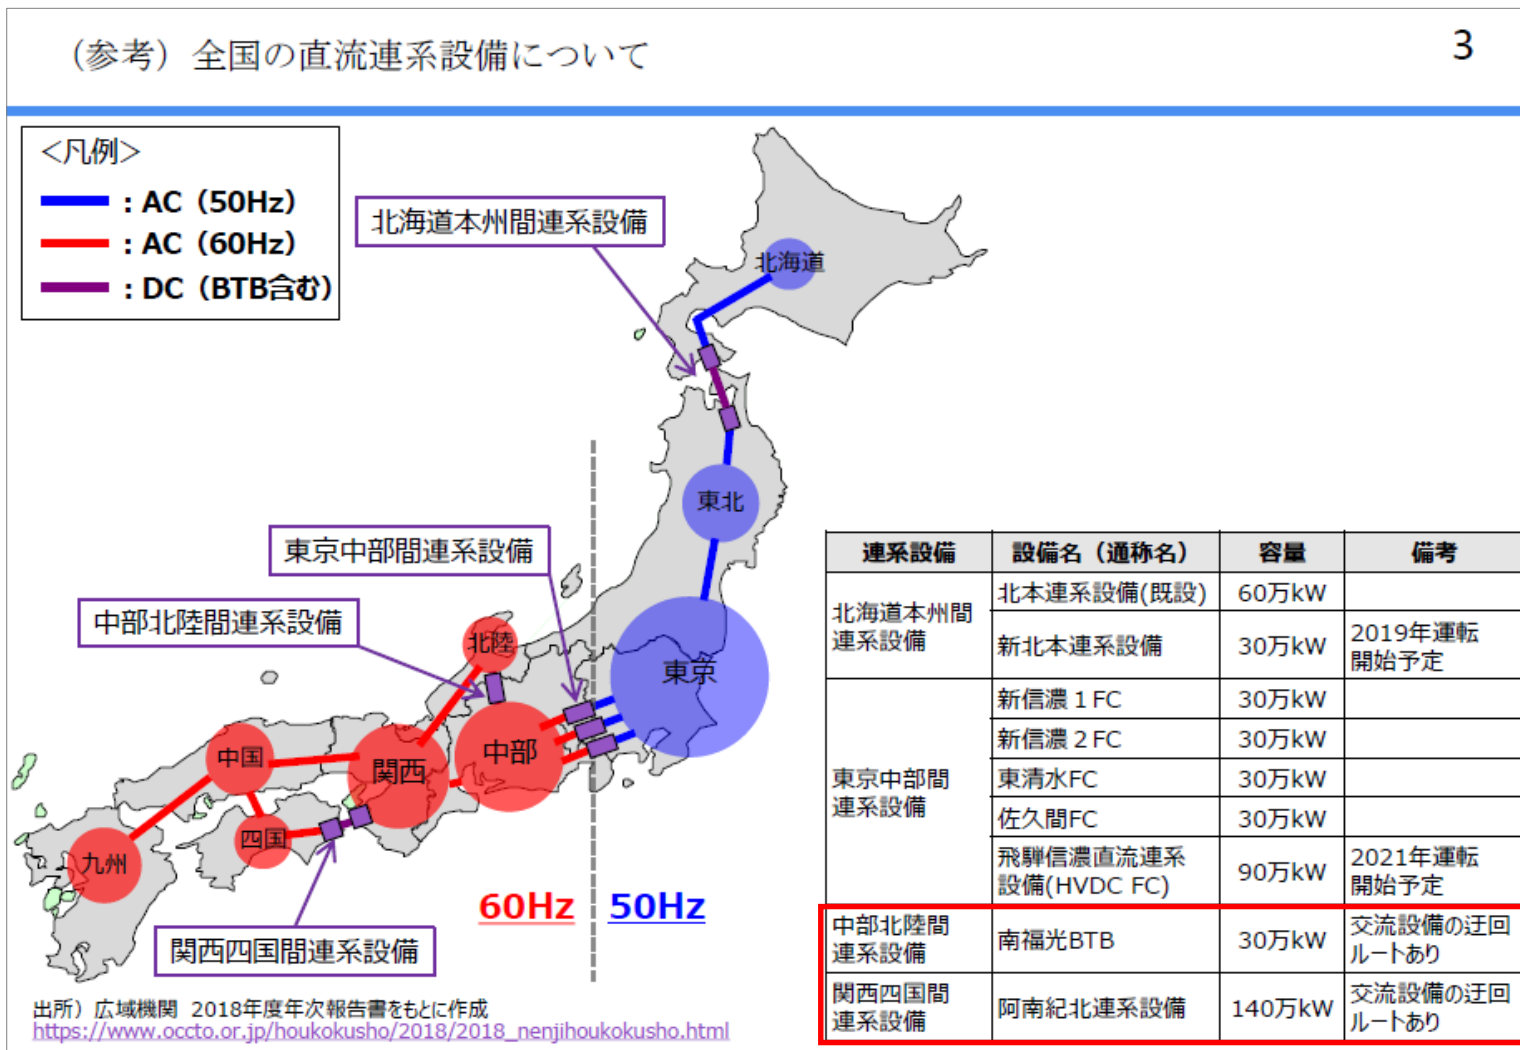 （参考）全国の直流連系設備について
3
＜凡例＞
：AC（50Hz）
：AC（60Hz）
：DC（BTB含む）
北海道本州間連系設備
北海道
東北
東京中部間連系設備
中部北陸間連系設備
北陸
東京
中部
中国
関西
四国
九州
60Hz
50Hz
関西四国間連系設備
連系設備 設備名（通称名） 容量 備考
北海道本州間
連系設備
北本連系設備(既設) 60万kW
新北本連系設備 30万kW 2019年運転
開始予定
東京中部間
連系設備
新信濃１FC 30万kW
新信濃２FC 30万kW
東清水FC 30万kW
佐久間FC 30万kW
飛騨信濃直流連系
設備(HVDC FC)
90万kW
2021年運転
開始予定
中部北陸間
連系設備
南福光BTB 30万kW
交流設備の迂回
ルートあり
関西四国間
連系設備
阿南紀北連系設備 140万kW
交流設備の迂回
ルートあり
出所）広域機関 2018年度年次報告書をもとに作成
https://www.occto.or.jp/houkokusho/2018/2018_nenjihoukokusho.html